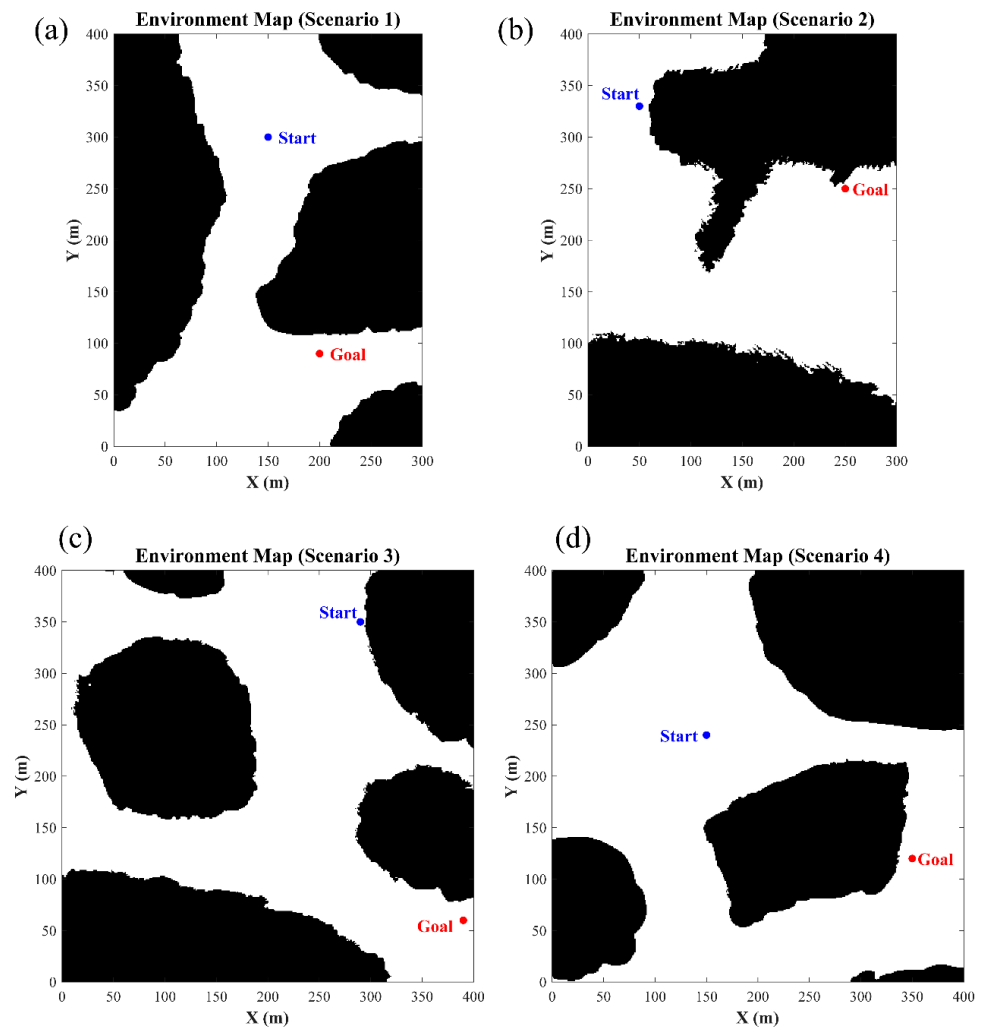 (a)
Environment Map (Scenario 1)
400
350
300
250
200
150
100
50
0
Y (m)
Start
Goal
0 50 100 150 200 250 300
X (m)
(b)
Environment Map (Scenario 2)
400
350
300
250
200
150
100
50
0
Y (m)
Start
Goal
0 50 100 150 200 250 300
X (m)
(c)
Environment Map (Scenario 3)
400
350
300
250
200
150
100
50
0
Y (m)
Start
Goal
0 50 100 150 200 250 300 350 400
X (m)
(d)
Environment Map (Scenario 4)
400
350
300
250
200
150
100
50
0
Y (m)
Start
Goal
0 50 100 150 200 250 300 350 400
X (m)